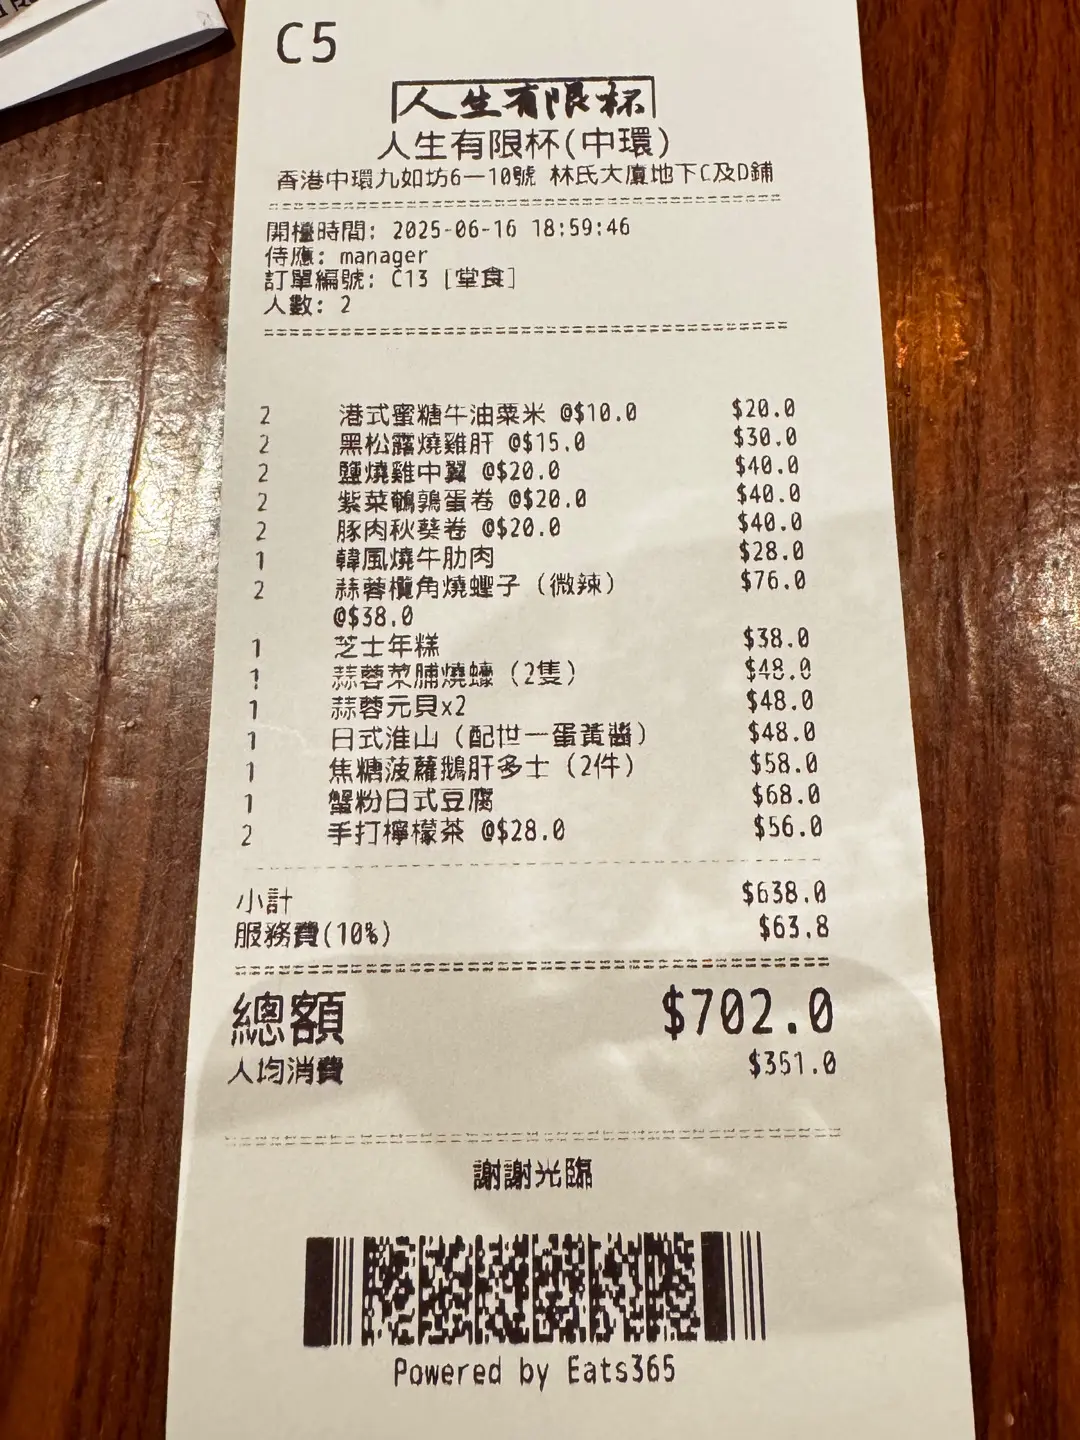 C5
人生有限杯
人生有限杯(中環)
香港中環九如坊6-10號 林氏大廈地下C及D鋪
開檯時間: 2025-06-16 18:59:46
侍應: manager
訂單編號: C13 [堂食]
人數: 2
2 港式蜜糖牛油粟米 @$10.0 $20.0
2 黑松露燒雞肝 @$15.0 $30.0
2 鹽燒雞中翼 @$20.0 $40.0
2 紫菜鵪鶉蛋卷 @$20.0 $40.0
2 豚肉秋葵卷 @$20.0 $40.0
1 韓風燒牛肋肉 $28.0
2 蒜蓉欖角燒蟶子 (微辣) $76.0
@$38.0
1 芝士年糕 $38.0
1 蒜蓉菜脯燒蠔 (2隻) $48.0
1 蒜蓉元貝x2 $48.0
1 日式淮山 (配世一蛋黃醬) $48.0
1 焦糖菠蘿鵝肝多士 (2件) $58.0
1 蟹粉日式豆腐 $68.0
2 手打檸檬茶 @$28.0 $56.0
小計 $638.0
服務費(10%) $63.8
總額 $702.0
人均消費 $351.0
謝謝光臨
Powered by Eats365